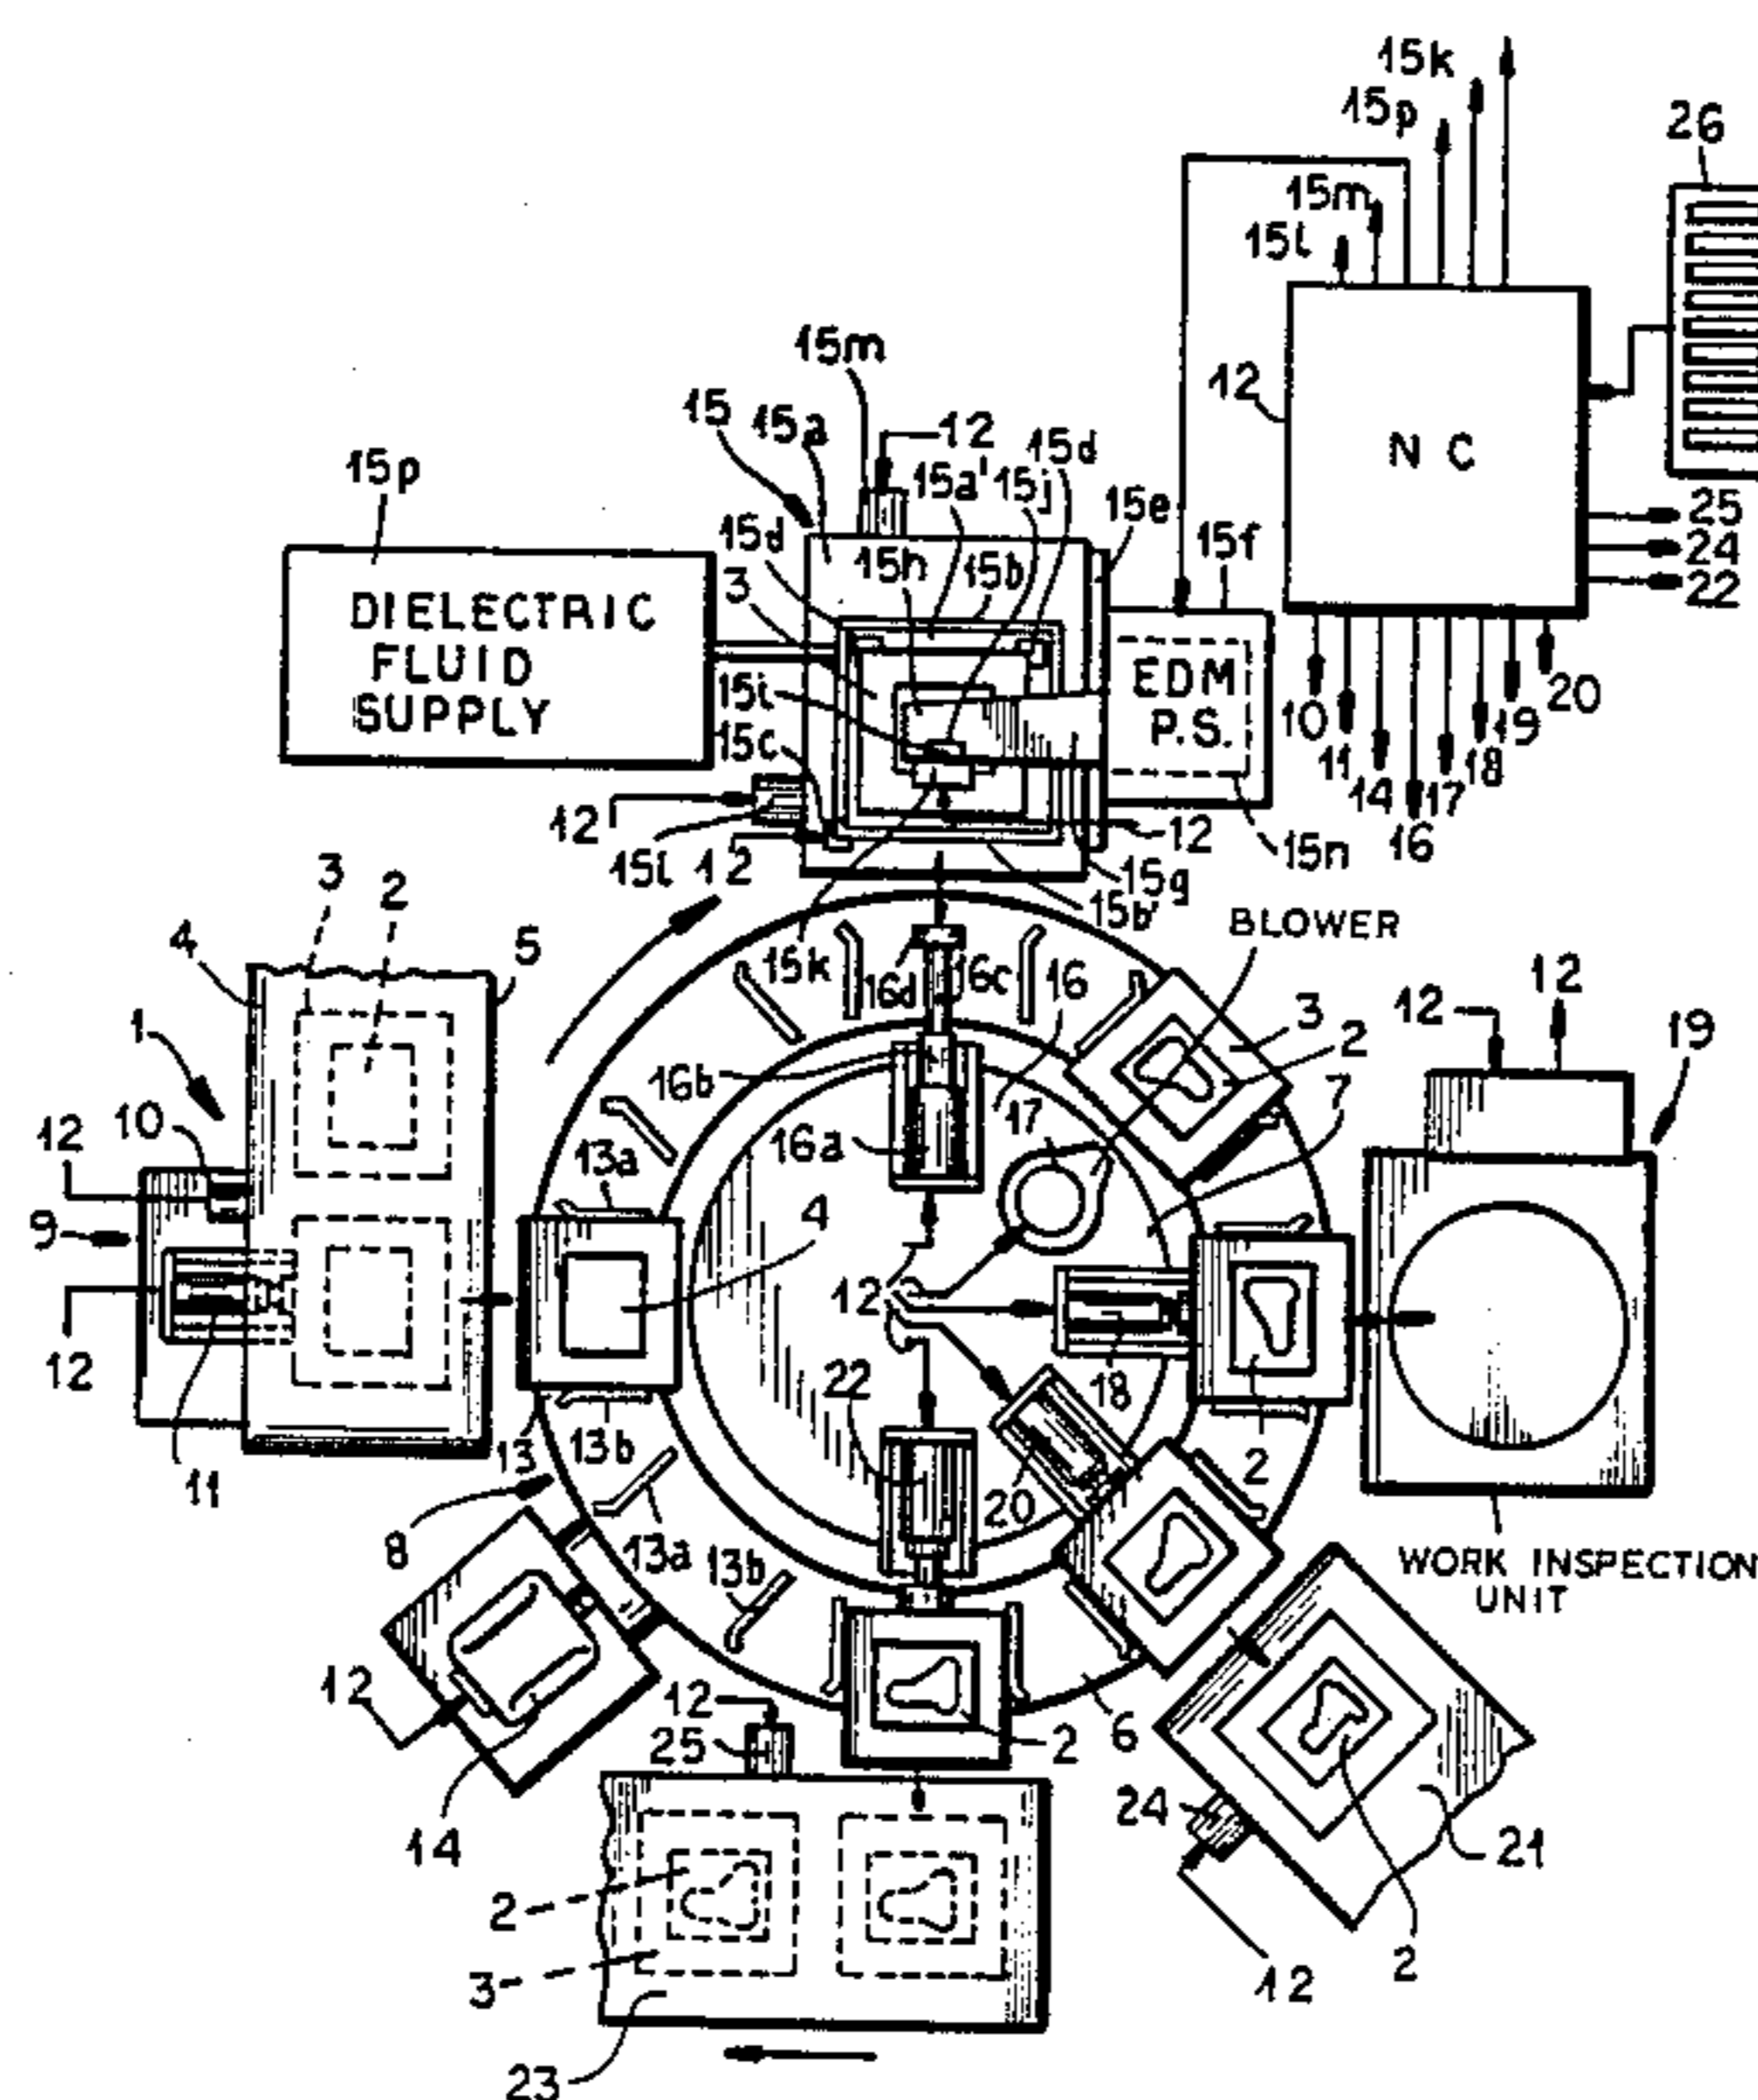 15k
15p
26
15m
15l
15m
12
15
15a
12
15d
N C
15p
15a'
15j
15e
25
15d
15h
15b
15f
24
3
22
DIELECTRIC
FLUID
SUPPLY
EDM
P.S.
15i
10
20
15c
11
19
18
14
17
12
12
16
15l
12
15n
15g
15b'
3
2
BLOWER
4
5
15k
16d
16c
16
12
12
3
19
1
16b
2
10
12
17
7
16a
13a
9
4
12
12
18
22
13
13b
2
11
20
8
13a
13b
WORK INSPECTION
UNIT
12
12
25
2
6
14
24
21
2
3
12
2
23